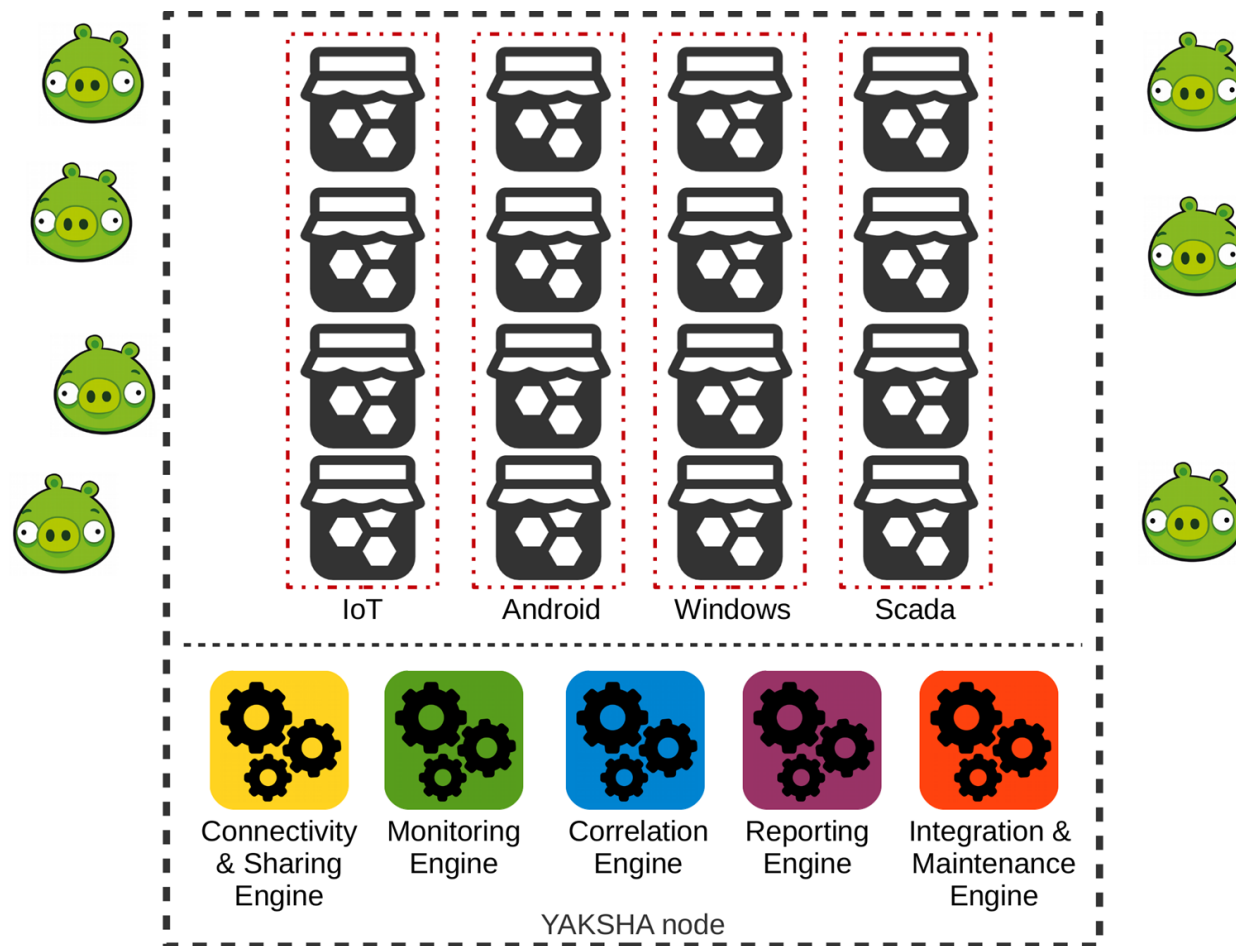 IoT
Android
Windows
Scada
Connectivity
& Sharing
Engine
Monitoring
Engine
Correlation
Engine
Reporting
Engine
Integration &
Maintenance
Engine
YAKSHA node